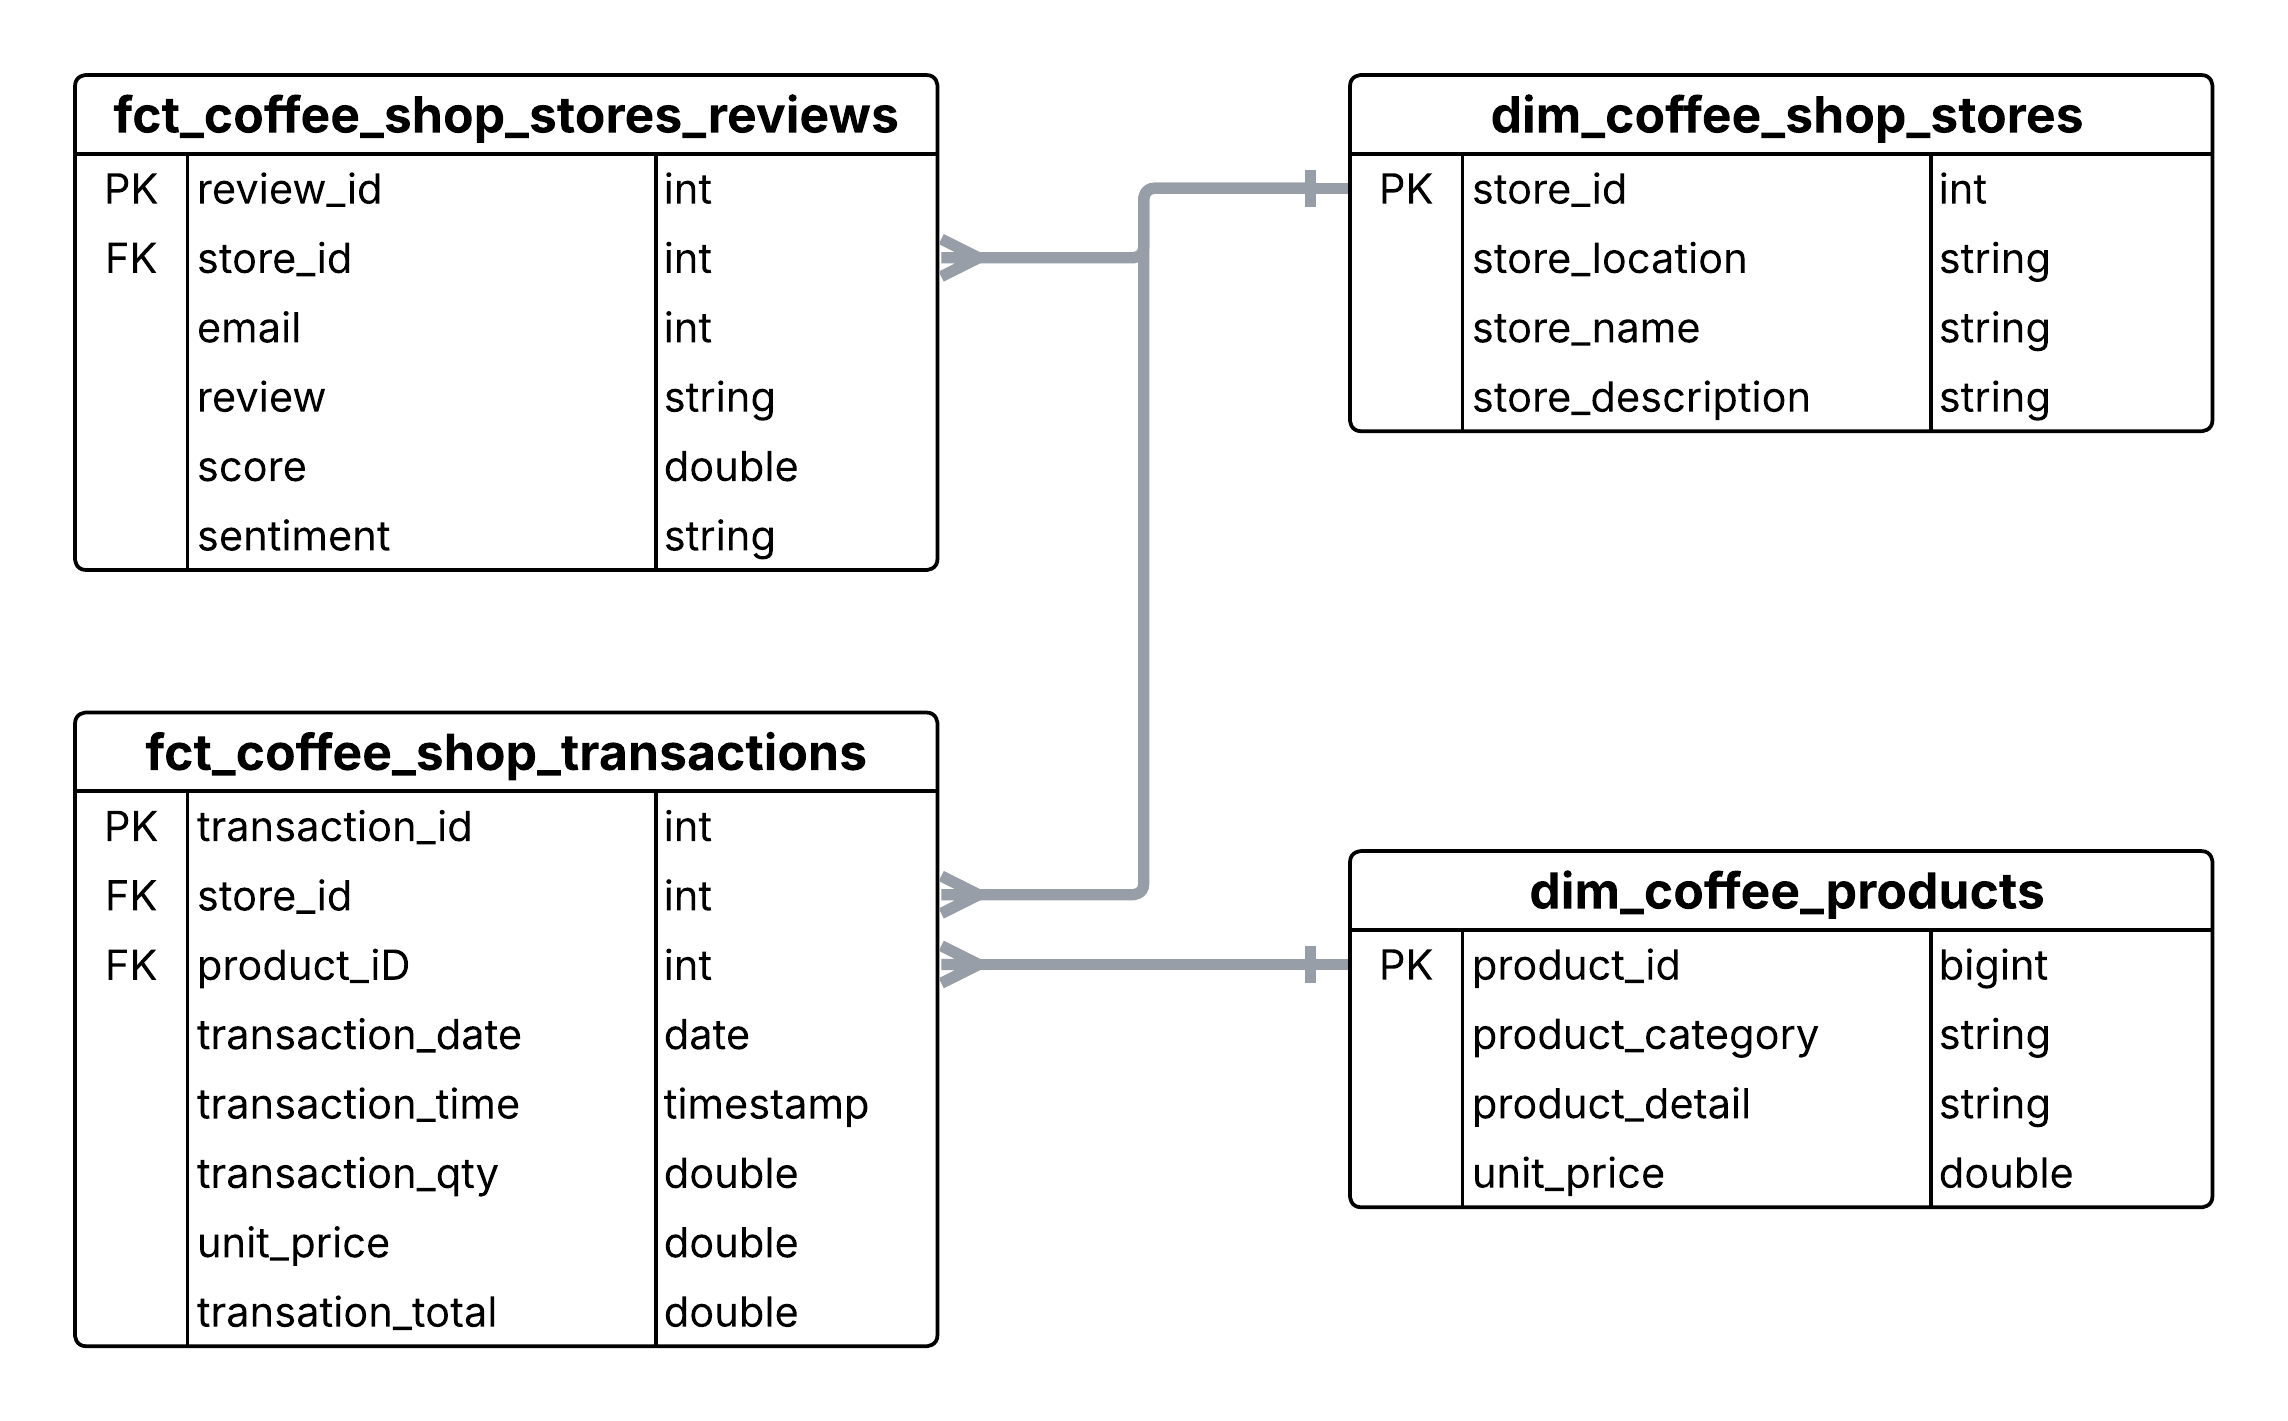 fct_coffee_shop_stores_reviews
PK review_id int
FK store_id int
email int
review string
score double
sentiment string
dim_coffee_shop_stores
PK store_id int
store_location string
store_name string
store_description string
fct_coffee_shop_transactions
PK transaction_id int
FK store_id int
FK product_iD int
transaction_date date
transaction_time timestamp
transaction_qty double
unit_price double
transation_total double
dim_coffee_products
PK product_id bigint
product_category string
product_detail string
unit_price double